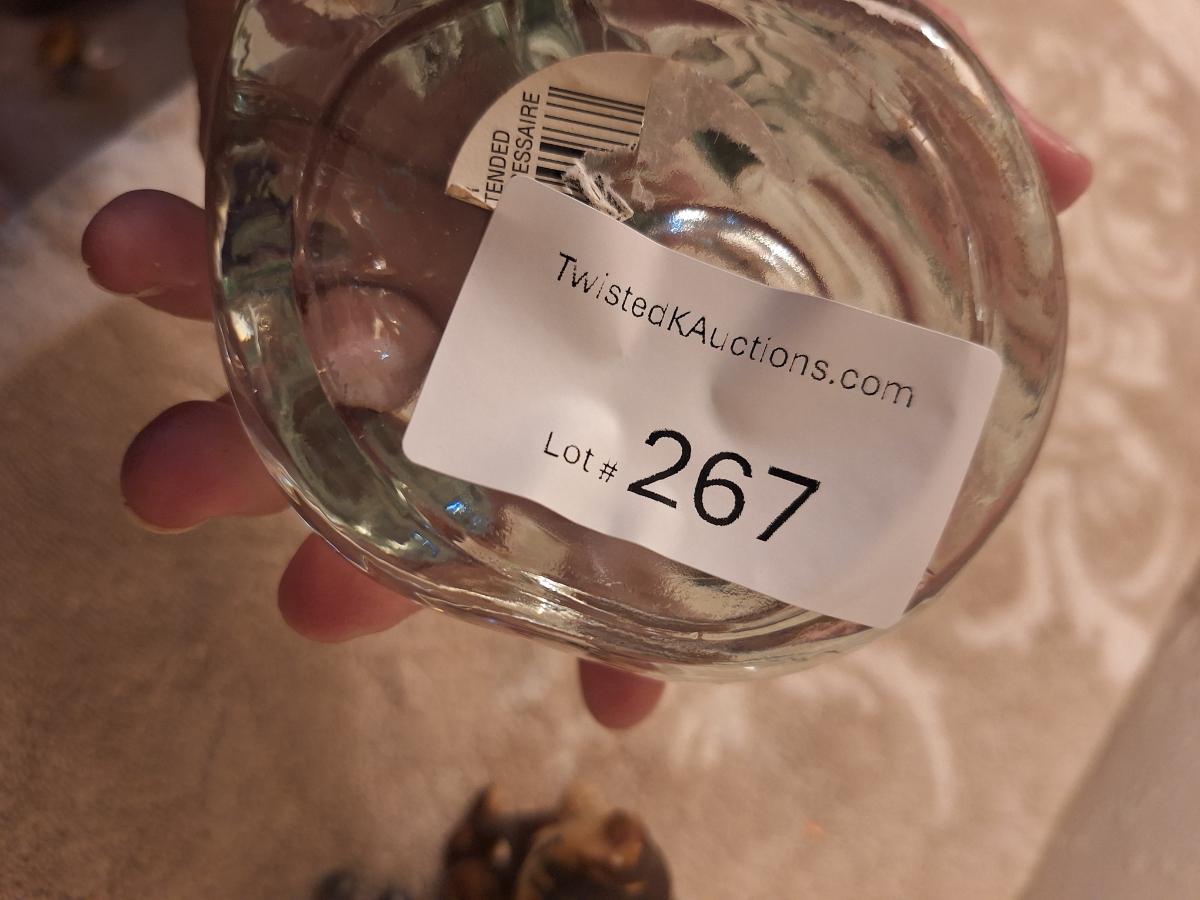 TENDED
ESSAIRE
TwistedKAuctions.com
Lot # 267